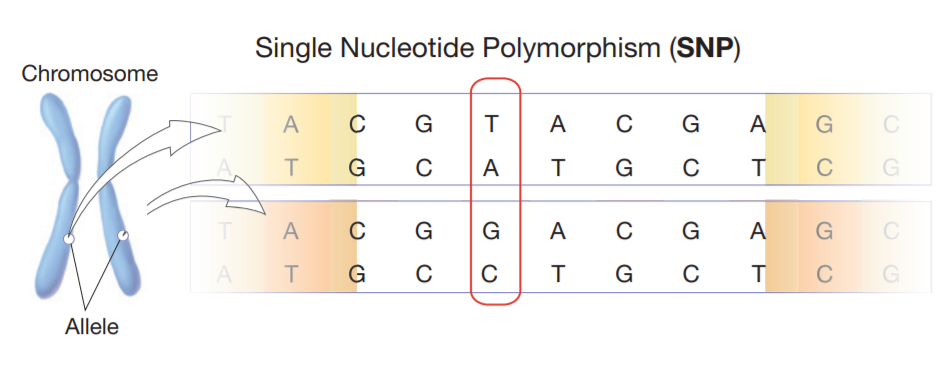 Single Nucleotide Polymorphism (SNP)
Chromosome
T A C G T A C G A G C
A T G C A T G C T C G
T A C G G A C G A G C
A T G C C T G C T C G
Allele